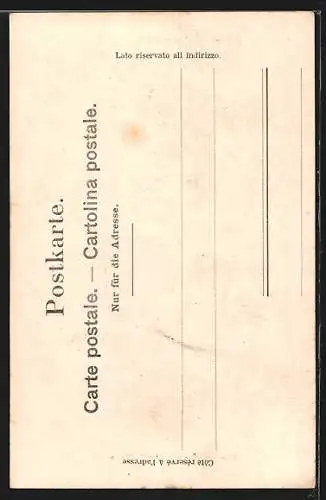 Postkarte.
Carte postale. — Cartolina postale.
Nur für die Adresse.
Côté réservé à l'adresse
Lato riservato all indirizzo.